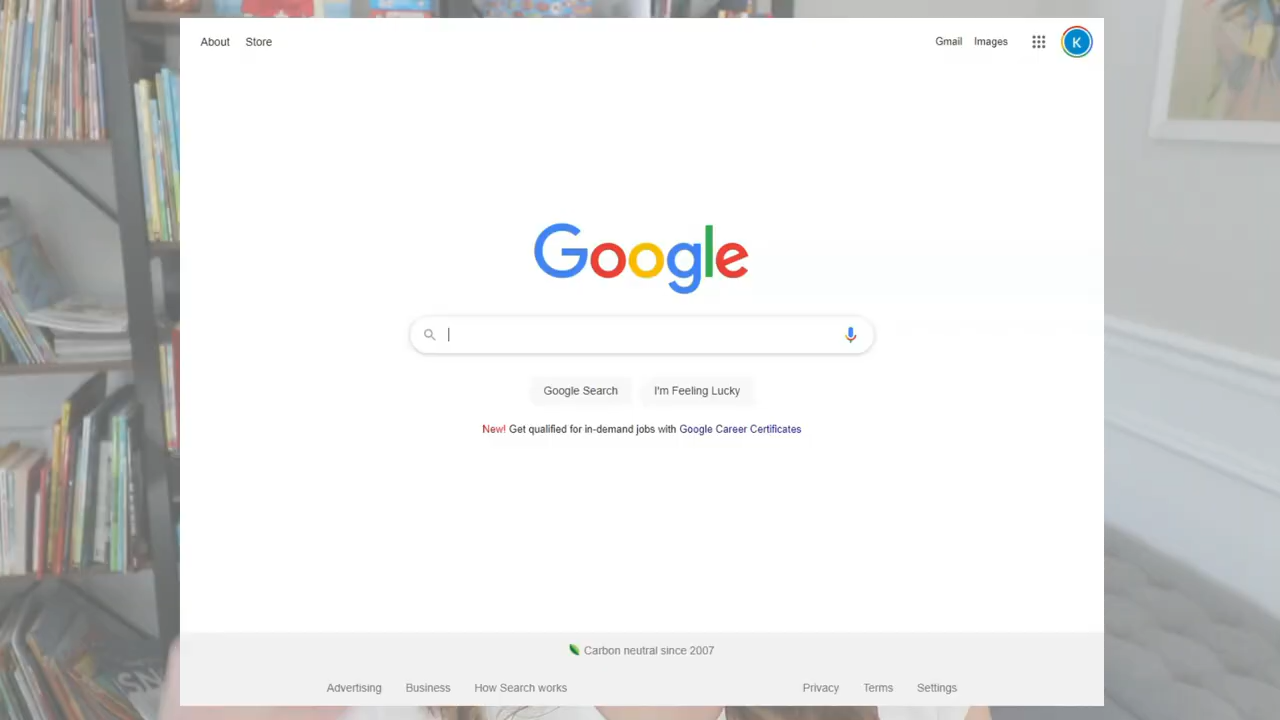 About Store Gmail Images K
Google
Google Search I'm Feeling Lucky
New! Get qualified for in-demand jobs with Google Career Certificates
Carbon neutral since 2007
Advertising Business How Search works Privacy Terms Settings